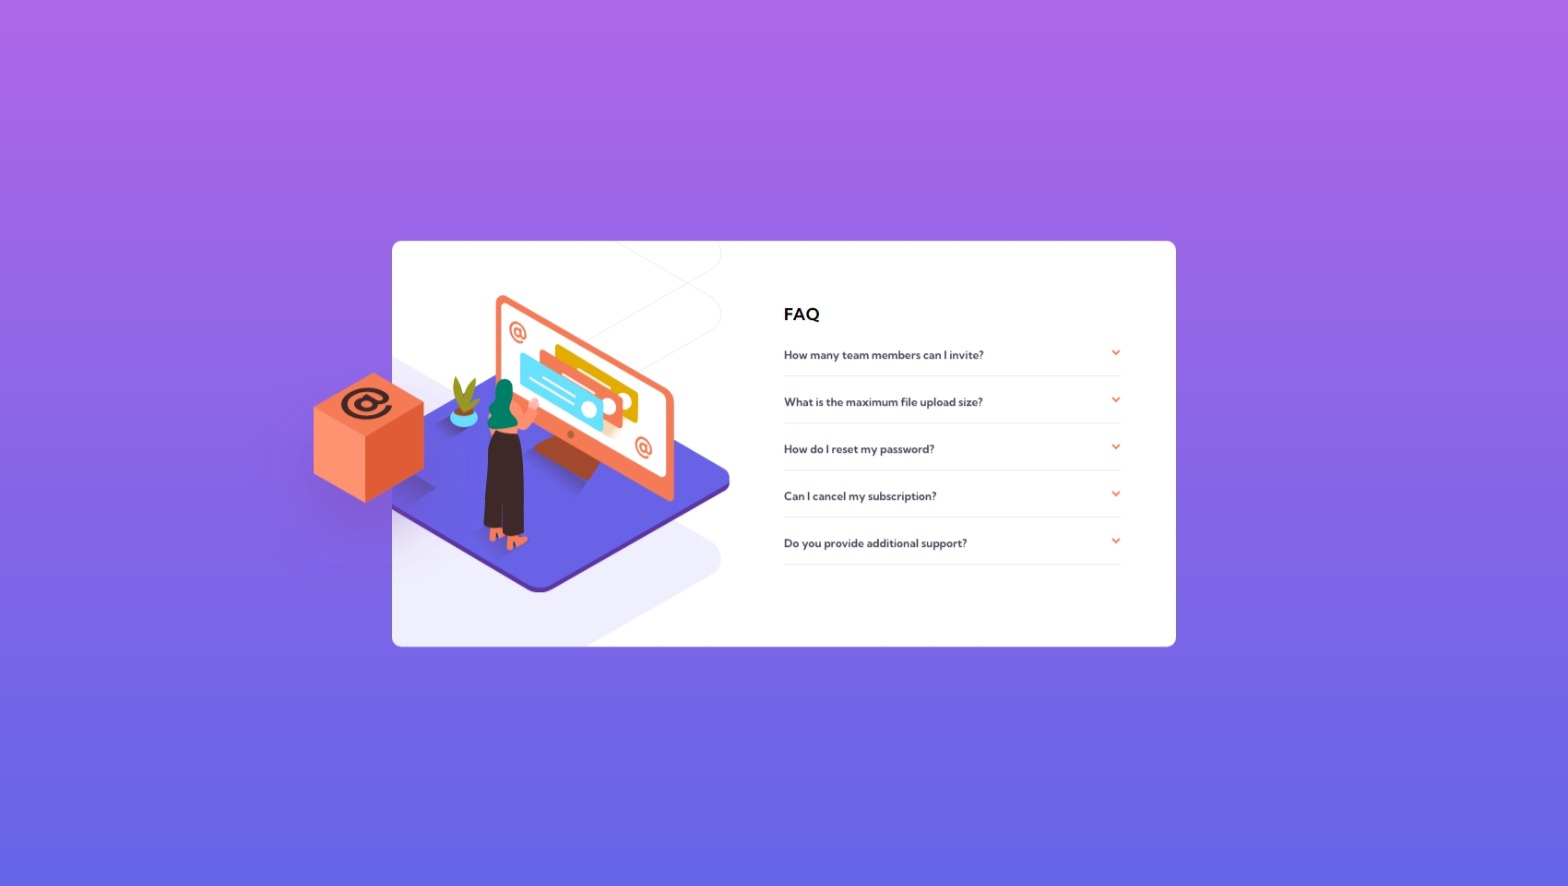 @
@
@
FAQ
How many team members can I invite?
What is the maximum file upload size?
How do I reset my password?
Can I cancel my subscription?
Do you provide additional support?